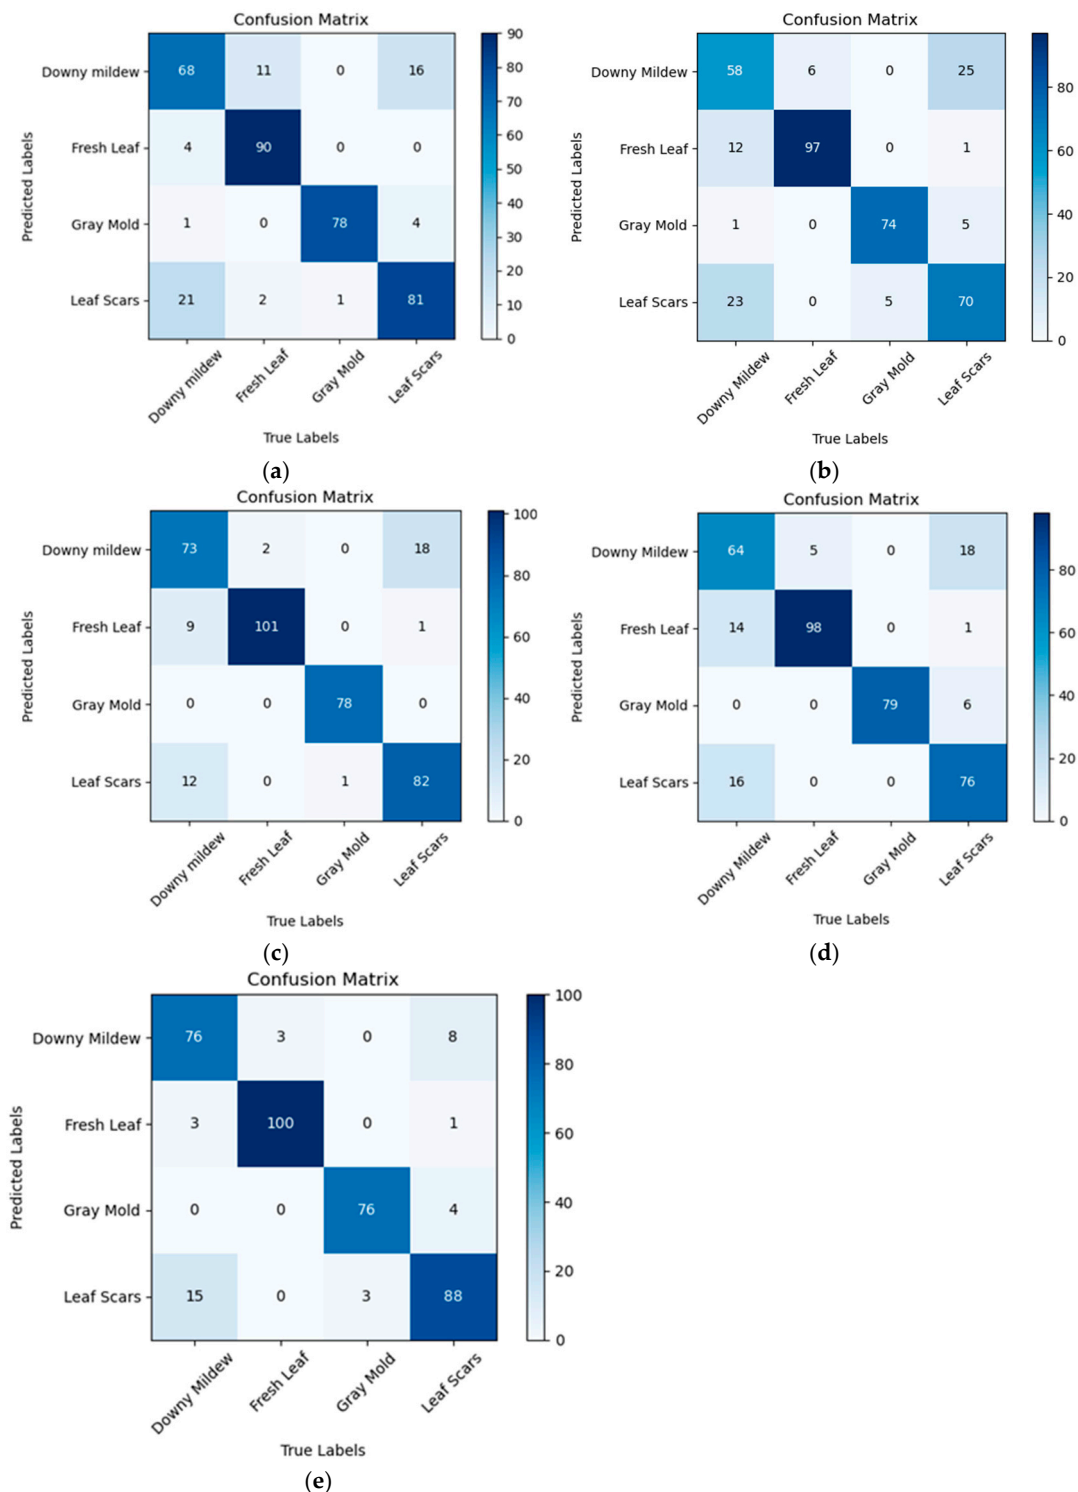 Confusion Matrix
Predicted Labels
Downy mildew 68 11 0 16
Fresh Leaf 4 90 0 0
Gray Mold 1 0 78 4
Leaf Scars 21 2 1 81
Downy mildew Fresh Leaf Gray Mold Leaf Scars
True Labels
90
80
70
60
50
40
30
20
10
0
(a)
Confusion Matrix
Predicted Labels
Downy Mildew 58 6 0 25
Fresh Leaf 12 97 0 1
Gray Mold 1 0 74 5
Leaf Scars 23 0 5 70
Downy Mildew Fresh Leaf Gray Mold Leaf Scars
True Labels
80
60
40
20
0
(b)
Confusion Matrix
Predicted Labels
Downy mildew 73 2 0 18
Fresh Leaf 9 101 0 1
Gray Mold 0 0 78 0
Leaf Scars 12 0 1 82
Downy mildew Fresh Leaf Gray Mold Leaf Scars
True Labels
100
80
60
40
20
0
(c)
Confusion Matrix
Predicted Labels
Downy Mildew 64 5 0 18
Fresh Leaf 14 98 0 1
Gray Mold 0 0 79 6
Leaf Scars 16 0 0 76
Downy Mildew Fresh Leaf Gray Mold Leaf Scars
True Labels
80
60
40
20
0
(d)
Confusion Matrix
Predicted Labels
Downy Mildew 76 3 0 8
Fresh Leaf 3 100 0 1
Gray Mold 0 0 76 4
Leaf Scars 15 0 3 88
Downy Mildew Fresh Leaf Gray Mold Leaf Scars
True Labels
100
80
60
40
20
0
(e)